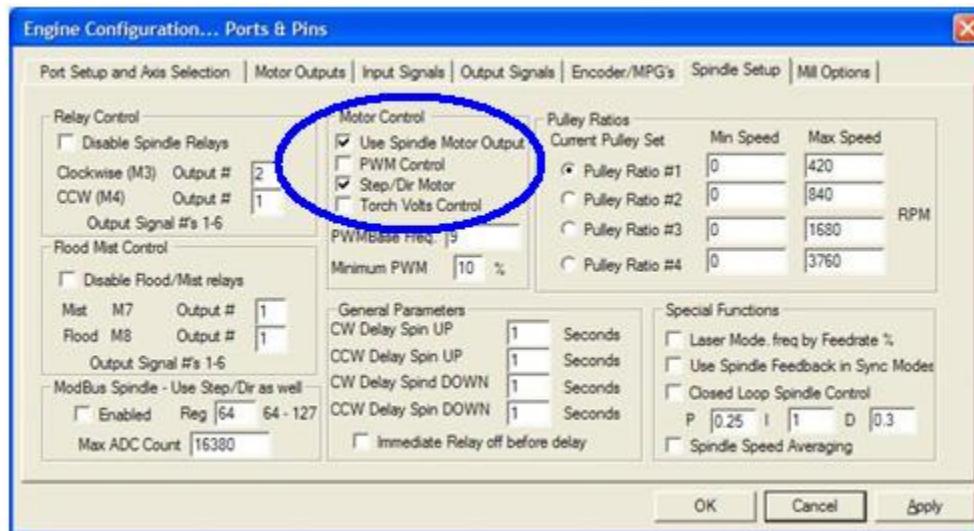 Engine Configuration... Ports & Pins
Port Setup and Axis Selection
Motor Outputs
Input Signals
Output Signals
Encoder/MPG's
Spindle Setup
Mill Options
Relay Control
Disable Spindle Relays
Clockwise (M3) Output # 2
CCW (M4) Output # 1
Output Signal #'s 1-6
Flood Mist Control
Disable Flood/Mist relays
Mist M7 Output # 1
Flood M8 Output # 1
Output Signal #'s 1-6
ModBus Spindle - Use Step/Dir as well
Enabled Reg 64 64 - 127
Max ADC Count 16380
Motor Control
Use Spindle Motor Output
PWM Control
Step/Dir Motor
Torch Volts Control
PWMBase Freq. 9
Minimum PWM 10 %
General Parameters
CW Delay Spin UP 1 Seconds
CCW Delay Spin UP 1 Seconds
CW Delay Spind DOWN 1 Seconds
CCW Delay Spin DOWN 1 Seconds
Immediate Relay off before delay
Pulley Ratios
Current Pulley Set Min Speed Max Speed
Pulley Ratio #1 0 420
Pulley Ratio #2 0 840
Pulley Ratio #3 0 1680
Pulley Ratio #4 0 3760
RPM
Special Functions
Laser Mode. freq by Feedrate %
Use Spindle Feedback in Sync Modes
Closed Loop Spindle Control
P 0.25 I 1 D 0.3
Spindle Speed Averaging
OK
Cancel
Apply